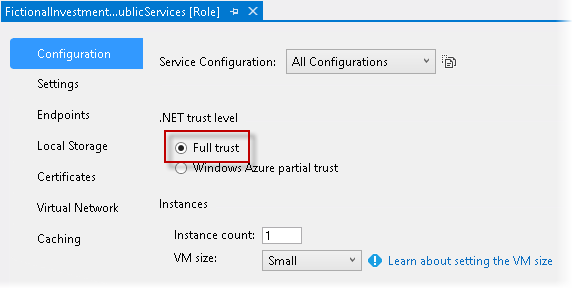 FictionalInvestment...ublicServices [Role]
Configuration
Settings
Endpoints
Local Storage
Certificates
Virtual Network
Caching
Service Configuration: All Configurations
.NET trust level
Full trust
Windows Azure partial trust
Instances
Instance count: 1
VM size: Small Learn about setting the VM size